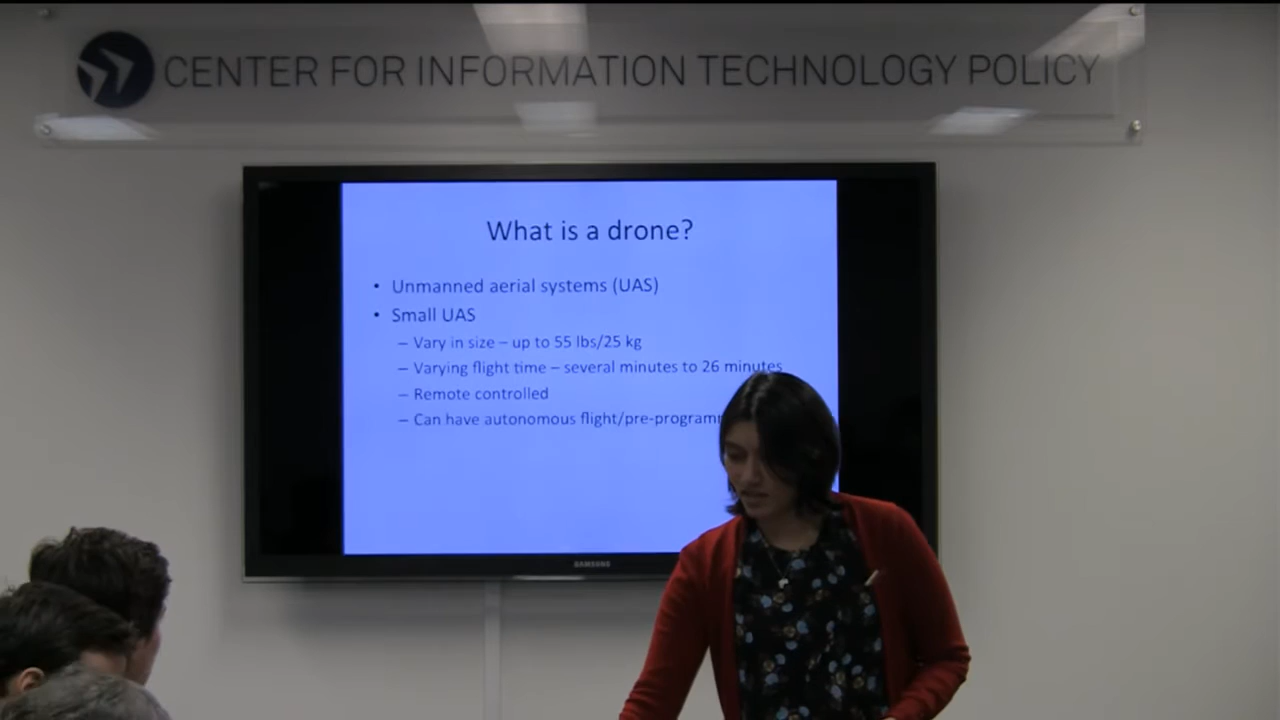 CENTER FOR INFORMATION TECHNOLOGY POLICY
What is a drone?
• Unmanned aerial systems (UAS)
• Small UAS
– Vary in size – up to 55 lbs/25 kg
– Varying flight time – several minutes to 26 minutes
– Remote controlled
– Can have autonomous flight/
SAMSUNG